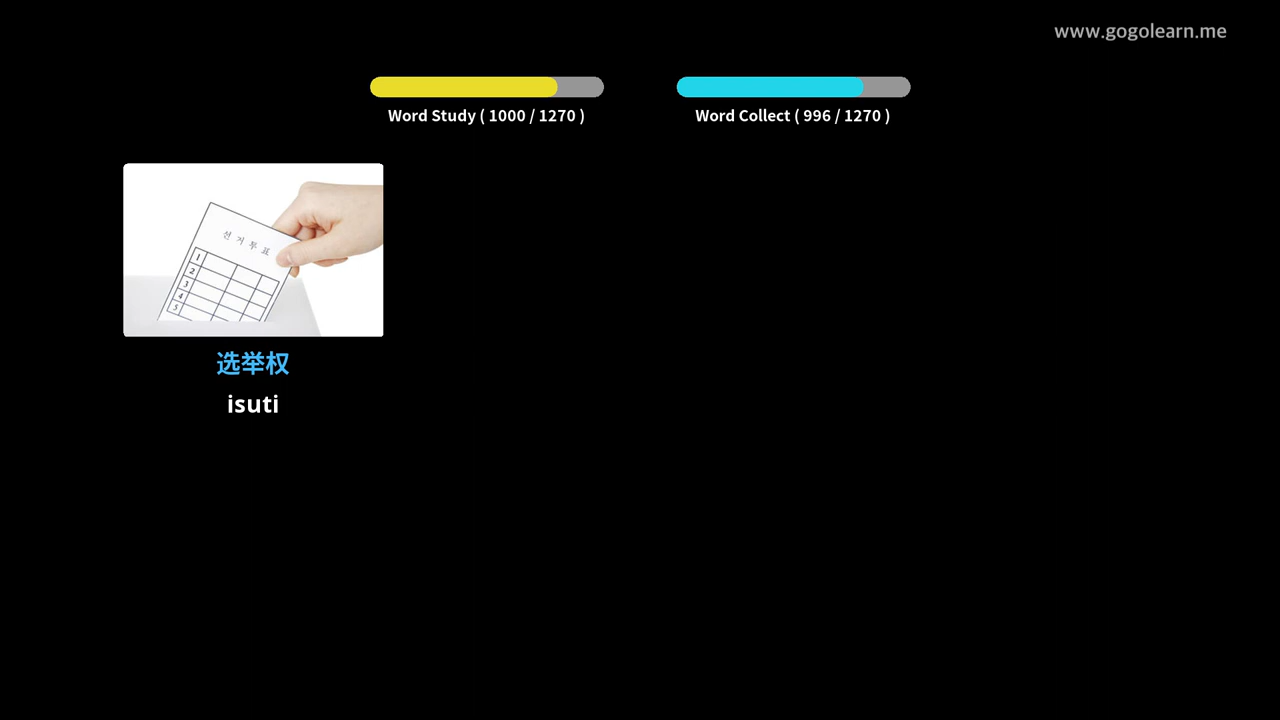 www.gogolearn.me
Word Study ( 1000 / 1270 )
Word Collect ( 996 / 1270 )
선거투표
1
2
3
4
5
选举权
isuti